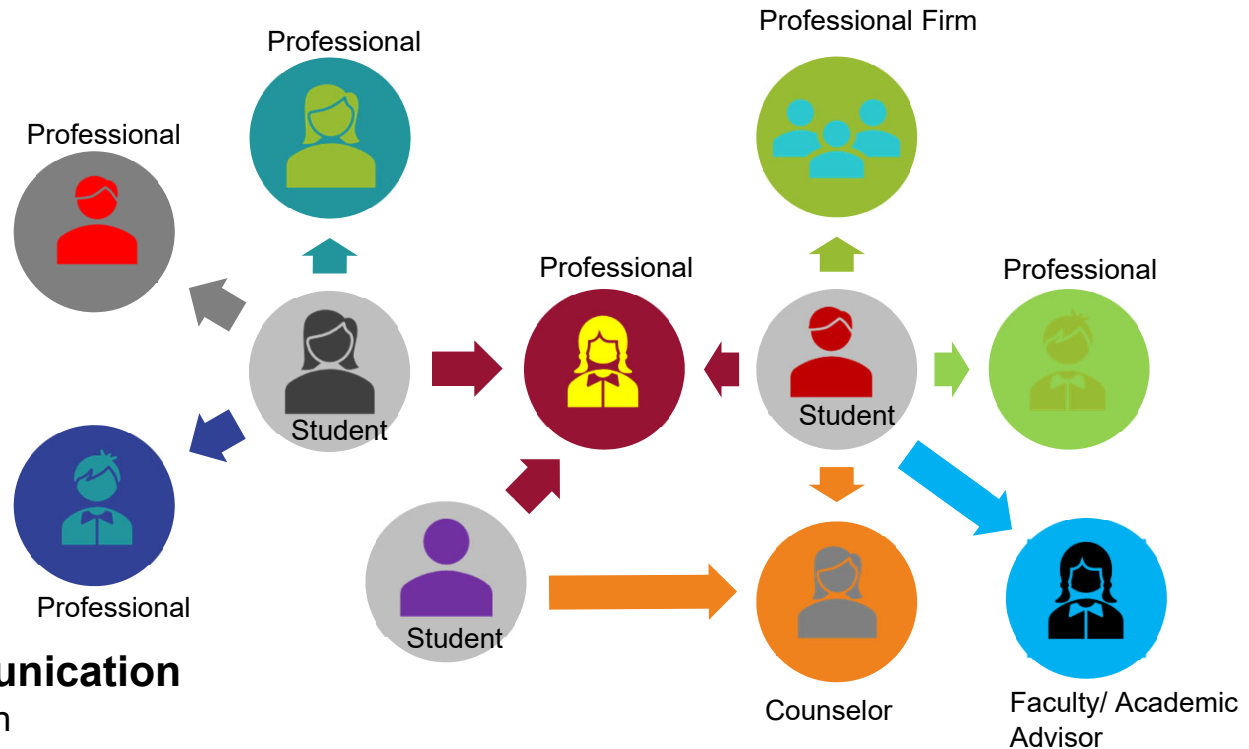 Professional Firm
Professional
Professional
Professional
Professional
Student
Student
Professional
Student
unication
n
Counselor
Faculty/ Academic
Advisor